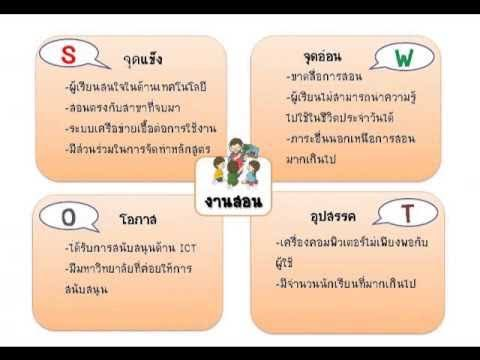 S
จุดแข็ง
-ผู้เรียนสนใจในด้านเทคโนโลยี
-สอนตรงกับสาขาที่จบมา
-ระบบเครือข่ายเอื้อต่อการใช้งาน
-มีส่วนร่วมในการจัดทำหลักสูตร
จุดอ่อน
W
-ขาดสื่อการสอน
-ผู้เรียนไม่สามารถนำความรู้
ไปใช้ในชีวิตประจำวันได้
-ภาระอื่นนอกเหนือการสอน
มากเกินไป
งานสอน
O
โอกาส
-ได้รับการสนับสนุนด้าน ICT
-มีมหาวิทยาลัยที่ค่อยให้การ
สนับสนุน
อุปสรรค
T
-เครื่องคอมพิวเตอร์ไม่เพียงพอกับ
ผู้ใช้
-มีจำนวนนักเรียนที่มากเกินไป